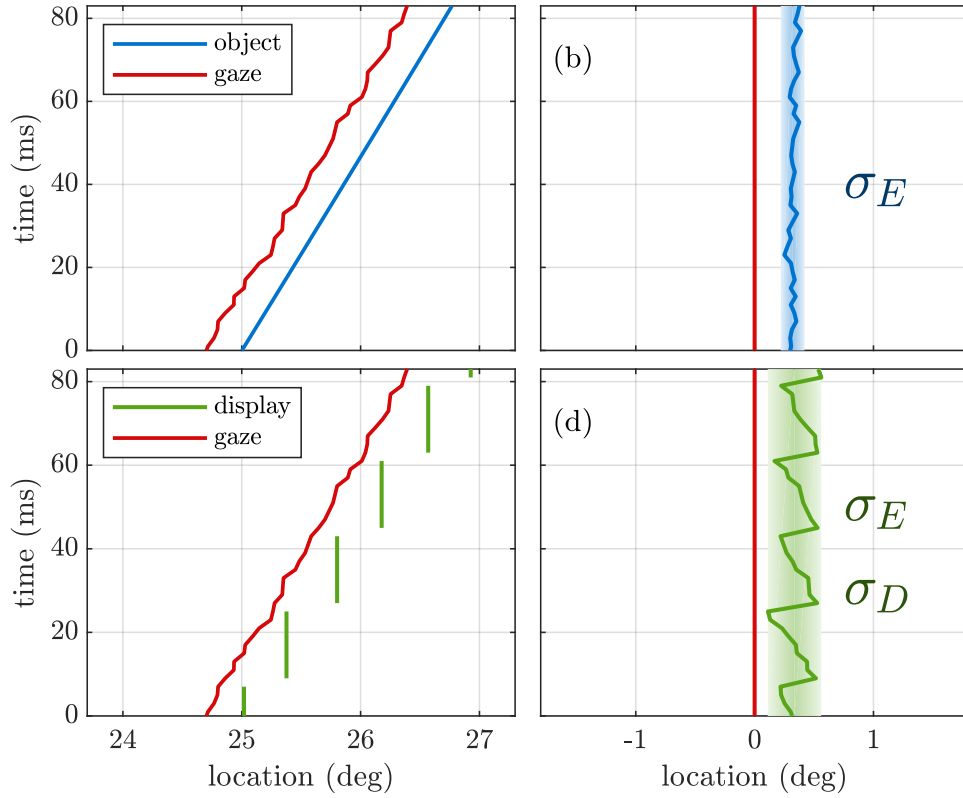 80
60
40
20
0
time (ms)
object
gaze
(b)
σE
80
60
40
20
0
time (ms)
display
gaze
(d)
σE
σD
24
25
26
27
-1
0
1
location (deg)
location (deg)